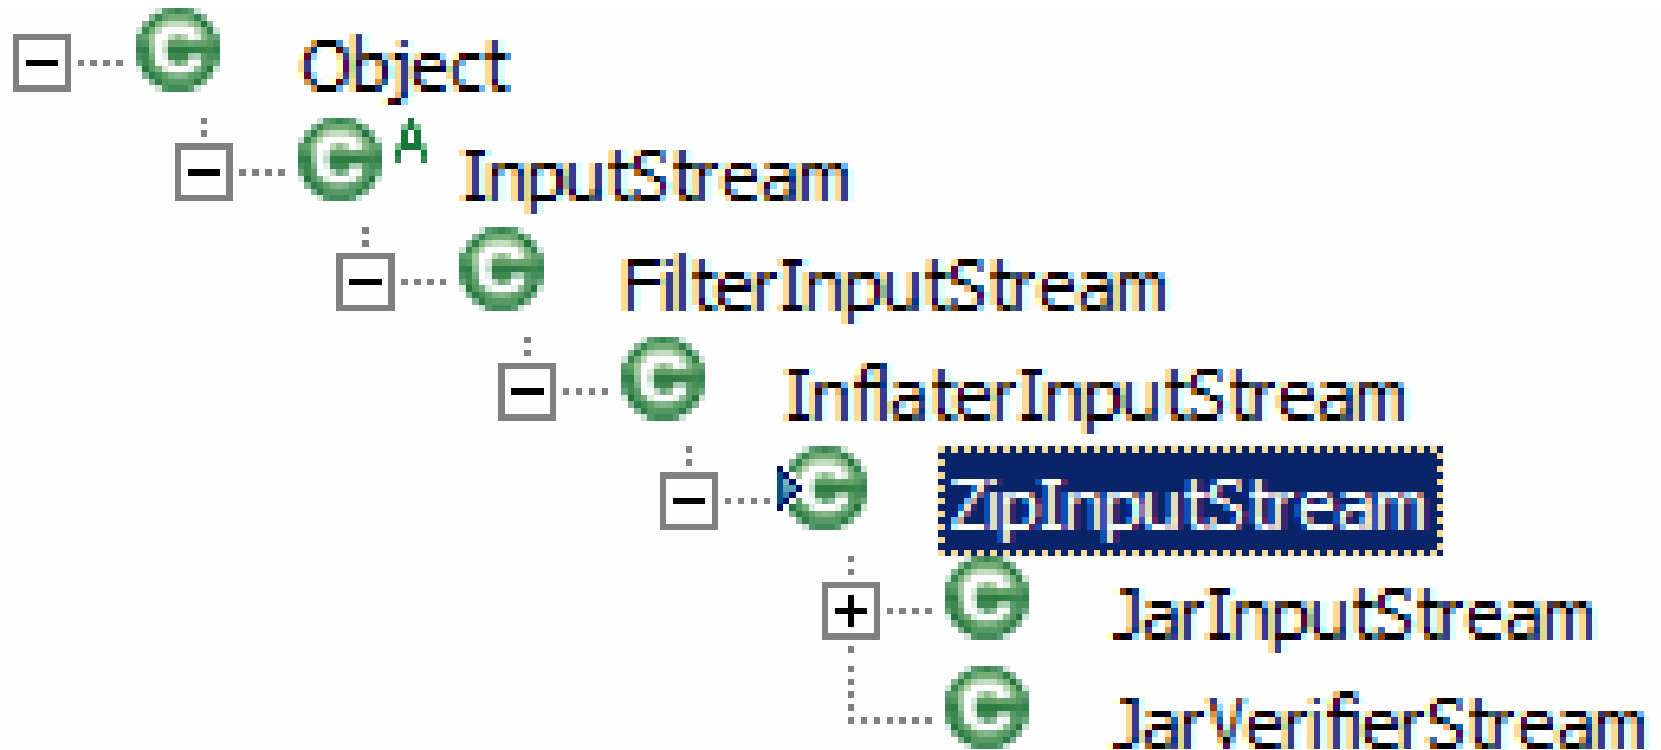 Object
A InputStream
FilterInputStream
InflaterInputStream
ZipInputStream
JarInputStream
JarVerifierStream